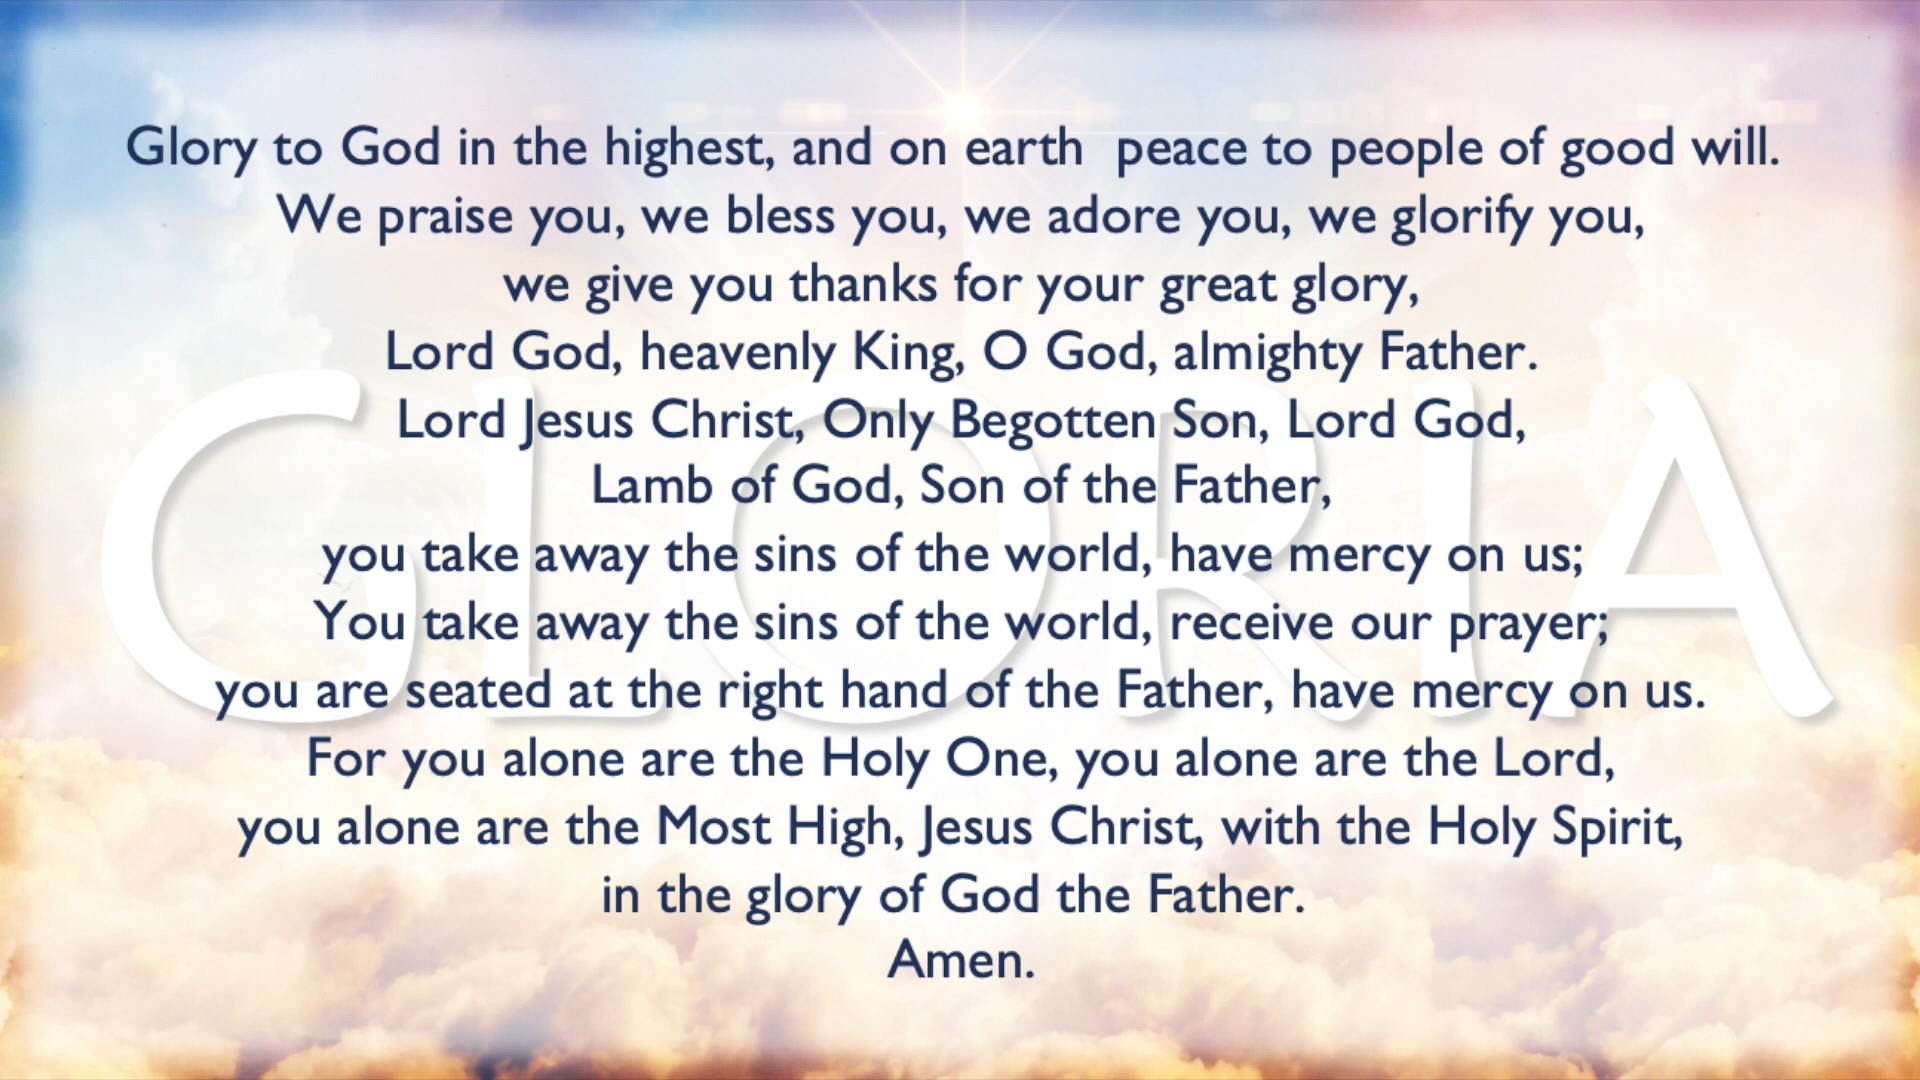 Glory to God in the highest, and on earth  peace to people of good will.
We praise you, we bless you, we adore you, we glorify you,
we give you thanks for your great glory,
Lord God, heavenly King, O God, almighty Father.
Lord Jesus Christ, Only Begotten Son, Lord God,
Lamb of God, Son of the Father,
you take away the sins of the world, have mercy on us;
You take away the sins of the world, receive our prayer;
you are seated at the right hand of the Father, have mercy on us.
For you alone are the Holy One, you alone are the Lord,
you alone are the Most High, Jesus Christ, with the Holy Spirit,
in the glory of God the Father.
Amen.
GLORIA